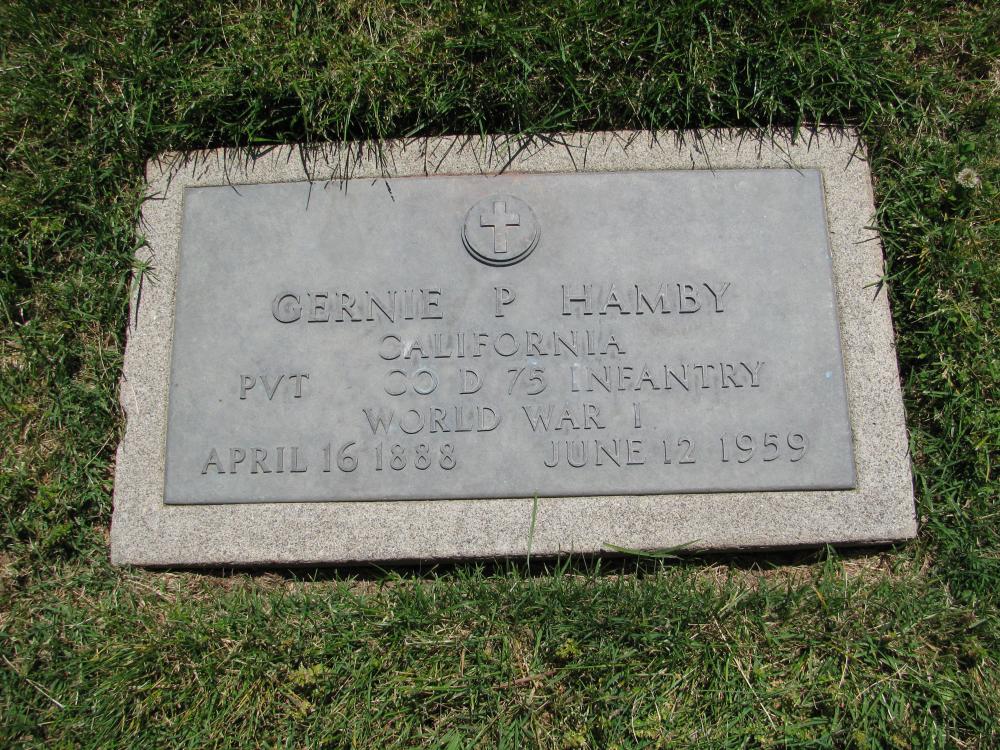 GERNIE P HAMBY
CALIFORNIA
PVT CO D 75 INFANTRY
WORLD WAR I
APRIL 16 1888 JUNE 12 1959